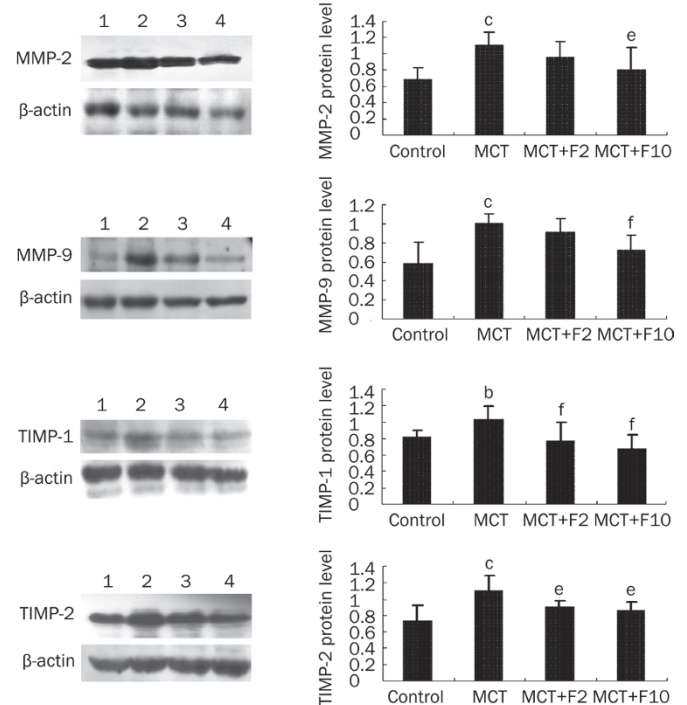 1 2 3 4
MMP-2
β-actin
MMP-2 protein level
1.4
1.2
1
0.8
0.6
0.4
0.2
0
c
e
Control MCT MCT+F2 MCT+F10
1 2 3 4
MMP-9
β-actin
MMP-9 protein level
1.2
1
0.8
0.6
0.4
0.2
0
c
f
Control MCT MCT+F2 MCT+F10
1 2 3 4
TIMP-1
β-actin
TIMP-1 protein level
1.4
1.2
1
0.8
0.6
0.4
0.2
0
b
f
f
Control MCT MCT+F2 MCT+F10
1 2 3 4
TIMP-2
β-actin
TIMP-2 protein level
1.4
1.2
1
0.8
0.6
0.4
0.2
0
c
e
e
Control MCT MCT+F2 MCT+F10